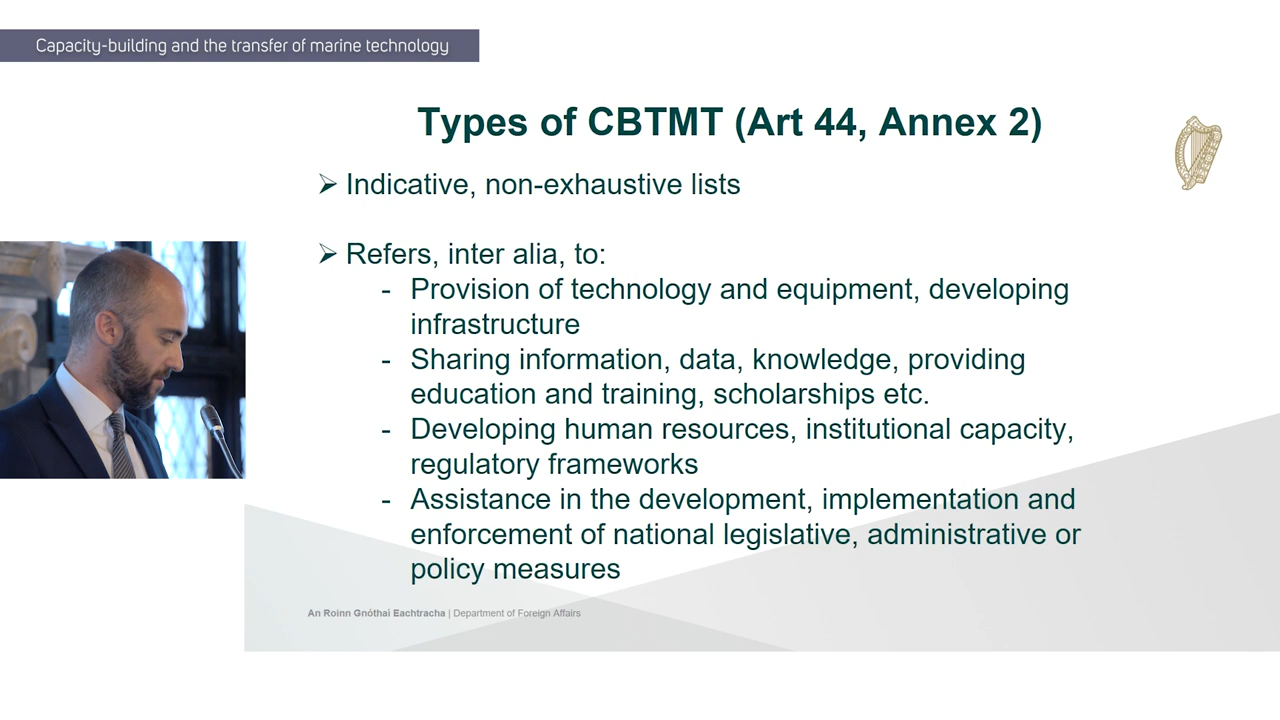 Capacity-building and the transfer of marine technology
Types of CBTMT (Art 44, Annex 2)
➢ Indicative, non-exhaustive lists
➢ Refers, inter alia, to:
- Provision of technology and equipment, developing
infrastructure
- Sharing information, data, knowledge, providing
education and training, scholarships etc.
- Developing human resources, institutional capacity,
regulatory frameworks
- Assistance in the development, implementation and
enforcement of national legislative, administrative or
policy measures
An Roinn Gnóthaí Eachtracha | Department of Foreign Affairs